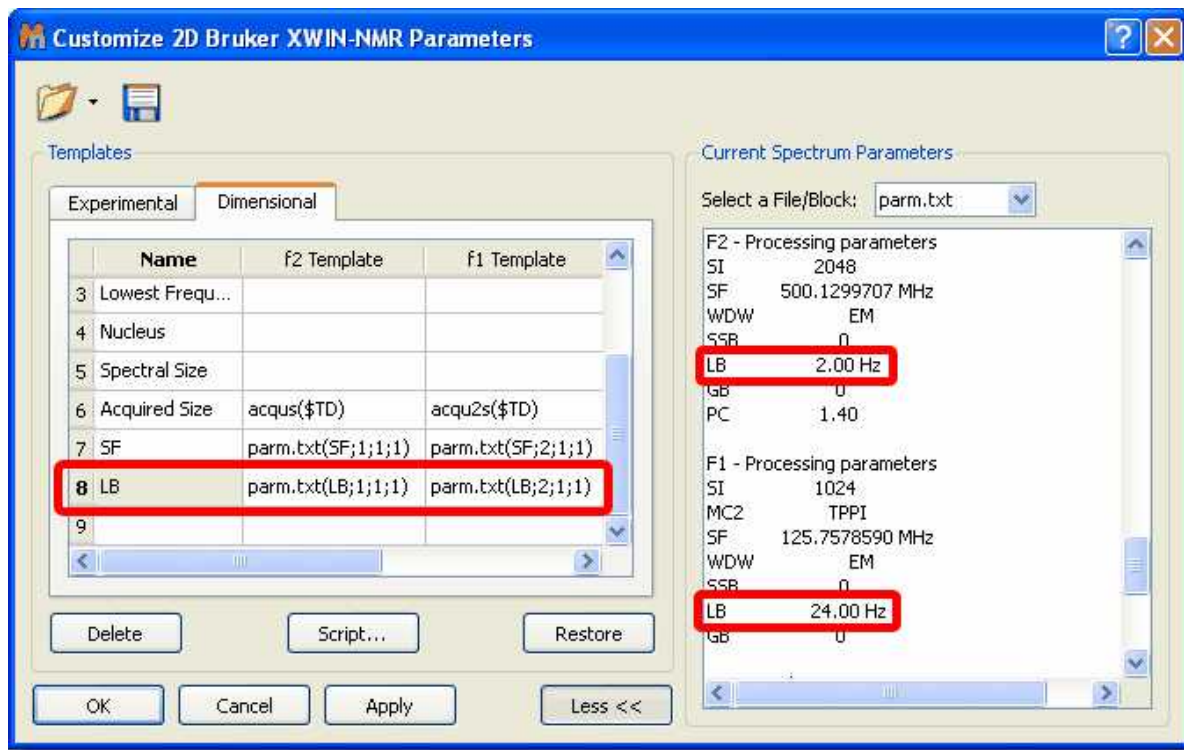 Customize 2D Bruker XWIN-NMR Parameters
Templates
Experimental Dimensional
Name f2 Template f1 Template
3 Lowest Frequ...
4 Nucleus
5 Spectral Size
6 Acquired Size acqus($TD) acqu2s($TD)
7 SF parm.txt(SF;1;1;1) parm.txt(SF;2;1;1)
8 LB parm.txt(LB;1;1;1) parm.txt(LB;2;1;1)
9
Delete Script... Restore
OK Cancel Apply Less <<
Current Spectrum Parameters
Select a File/Block: parm.txt
F2 - Processing parameters
SI 2048
SF 500.1299707 MHz
WDW EM
SSB 0
LB 2.00 Hz
GB 0
PC 1.40
F1 - Processing parameters
SI 1024
MC2 TPPI
SF 125.7578590 MHz
WDW EM
SSB 0
LB 24.00 Hz
GB 0